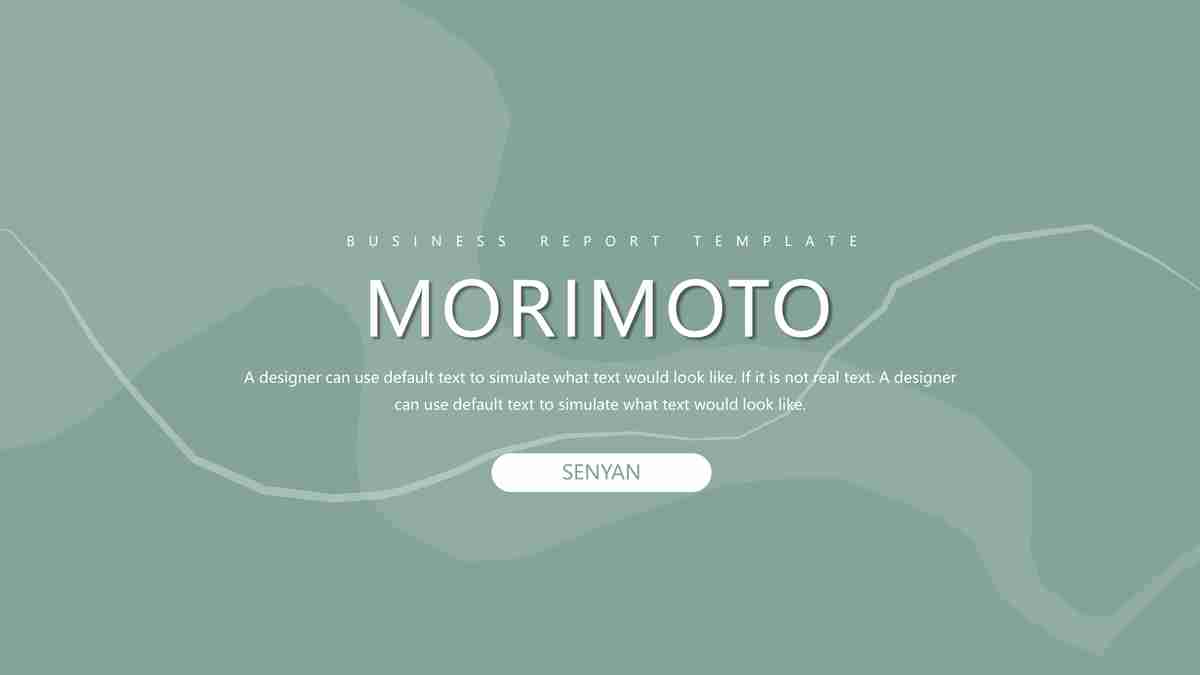 BUSINESS REPORT TEMPLATE
MORIMOTO
A designer can use default text to simulate what text would look like. If it is not real text. A designer
can use default text to simulate what text would look like.
SENYAN